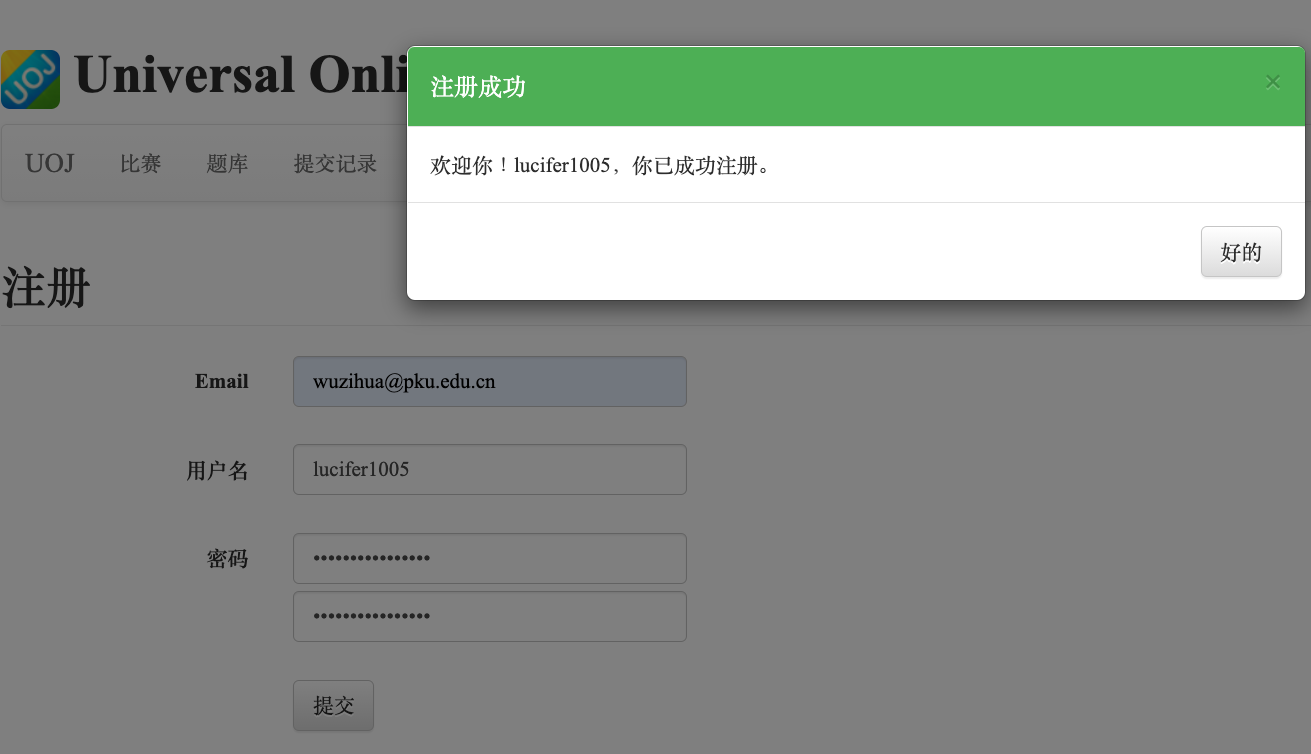 UOJ
Universal Onli
注册成功
×
UOJ 比赛 题库 提交记录
欢迎你！lucifer1005，你已成功注册。
好的
注册
Email wuzihua@pku.edu.cn
用户名 lucifer1005
密码 ••••••••••••••••
••••••••••••••••
提交